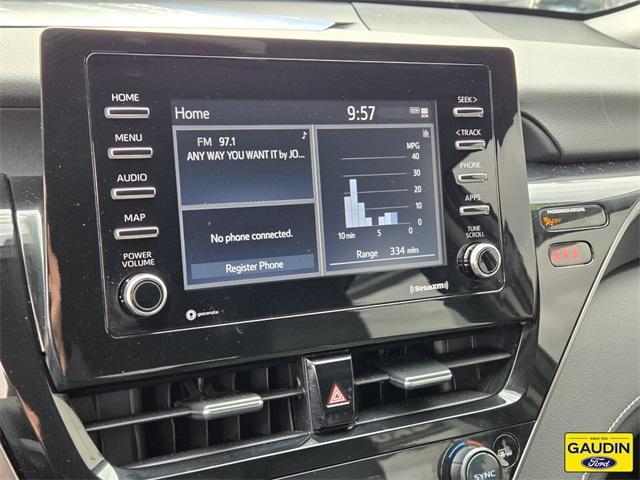 HOME
MENU
AUDIO
MAP
POWER
VOLUME
Home
9:57
FM 97.1
ANY WAY YOU WANT IT by JO...
No phone connected.
Register Phone
MPG
40
30
20
10
0
10 min 5 0
Range 334 miles
SEEK >
< TRACK
PHONE
APPS
TUNE
SCROLL
gracenote
SiriusXM
SYNC
GAUDIN
Ford